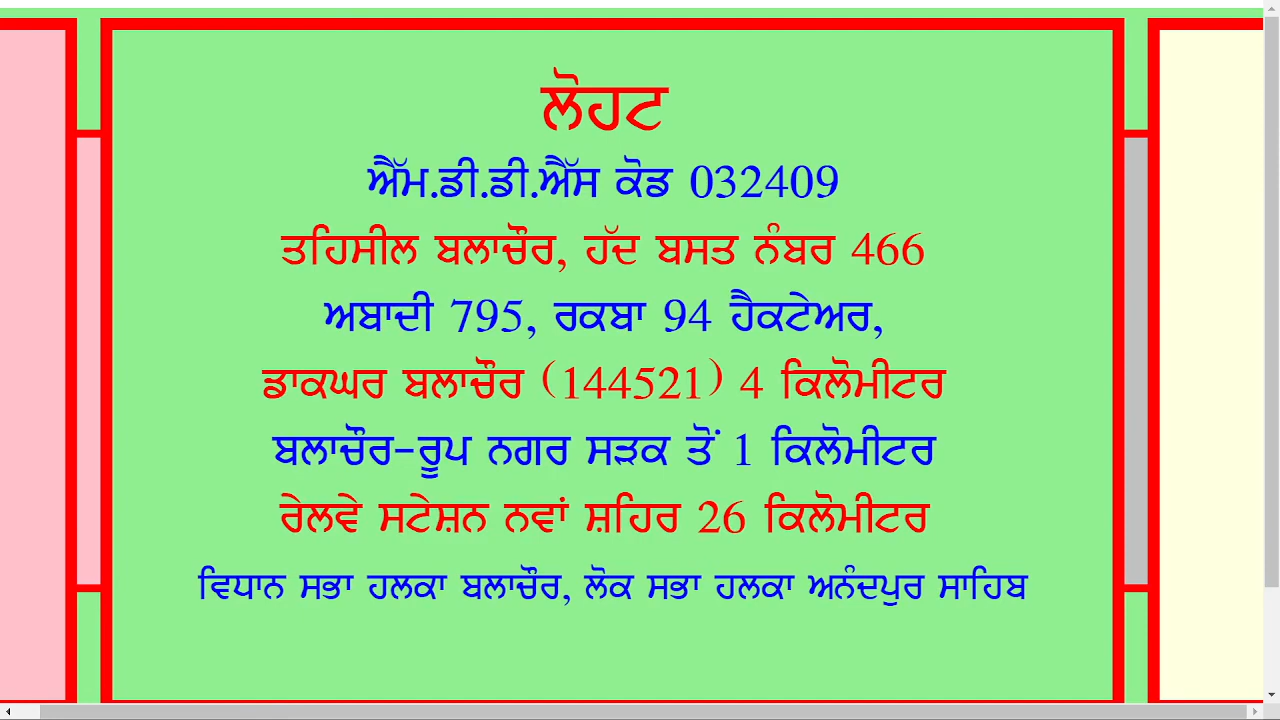 ਲੋਹਟ
ਐੱਮ.ਡੀ.ਡੀ.ਐੱਸ ਕੋਡ 032409
ਤਹਿਸੀਲ ਬਲਾਚੌਰ, ਹੱਦ ਬਸਤ ਨੰਬਰ 466
ਅਬਾਦੀ 795, ਰਕਬਾ 94 ਹੈਕਟੇਅਰ,
ਡਾਕਘਰ ਬਲਾਚੌਰ (144521) 4 ਕਿਲੋਮੀਟਰ
ਬਲਾਚੌਰ-ਰੂਪ ਨਗਰ ਸੜਕ ਤੋਂ 1 ਕਿਲੋਮੀਟਰ
ਰੇਲਵੇ ਸਟੇਸ਼ਨ ਨਵਾਂ ਸ਼ਹਿਰ 26 ਕਿਲੋਮੀਟਰ
ਵਿਧਾਨ ਸਭਾ ਹਲਕਾ ਬਲਾਚੌਰ, ਲੋਕ ਸਭਾ ਹਲਕਾ ਅਨੰਦਪੁਰ ਸਾਹਿਬ